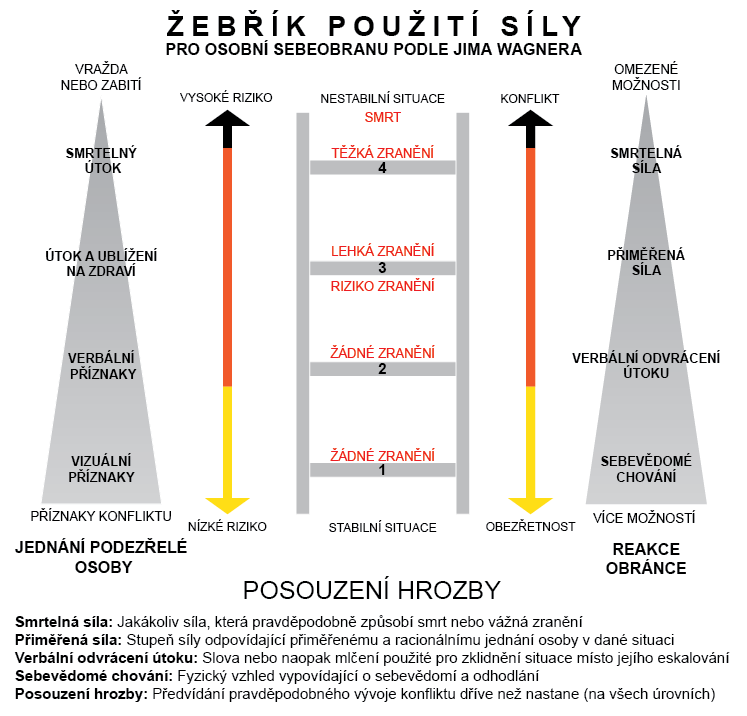 ŽEBŘÍK POUŽITÍ SÍLY
PRO OSOBNÍ SEBEOBRANU PODLE JIMA WAGNERA
VRAŽDA
NEBO ZABITÍ
SMRTELNÝ
ÚTOK
ÚTOK A UBLÍŽENÍ
NA ZDRAVÍ
VERBÁLNÍ
PŘÍZNAKY
VIZUÁLNÍ
PŘÍZNAKY
PŘÍZNAKY KONFLIKTU
JEDNÁNÍ PODEZŘELÉ
OSOBY
VYSOKÉ RIZIKO
NÍZKÉ RIZIKO
NESTABILNÍ SITUACE
SMRT
TĚŽKÁ ZRANĚNÍ
4
LEHKÁ ZRANĚNÍ
3
RIZIKO ZRANĚNÍ
ŽÁDNÉ ZRANĚNÍ
2
ŽÁDNÉ ZRANĚNÍ
1
STABILNÍ SITUACE
KONFLIKT
OBEZŘETNOST
OMEZENÉ
MOŽNOSTI
SMRTELNÁ
SÍLA
PŘIMĚŘENÁ
SÍLA
VERBÁLNÍ ODVRÁCENÍ
ÚTOKU
SEBEVĚDOMÉ
CHOVÁNÍ
VÍCE MOŽNOSTÍ
REAKCE
OBRÁNCE
POSOUZENÍ HROZBY
Smrtelná síla: Jakákoliv síla, která pravděpodobně způsobí smrt nebo vážná zranění
Přiměřená síla: Stupeň síly odpovídající přiměřenému a racionálnímu jednání osoby v dané situaci
Verbální odvrácení útoku: Slova nebo naopak mlčení použité pro zklidnění situace místo jejího eskalování
Sebevědomé chování: Fyzický vzhled vypovídající o sebevědomí a odhodlání
Posouzení hrozby: Předvídání pravděpodobného vývoje konfliktu dříve než nastane (na všech úrovních)